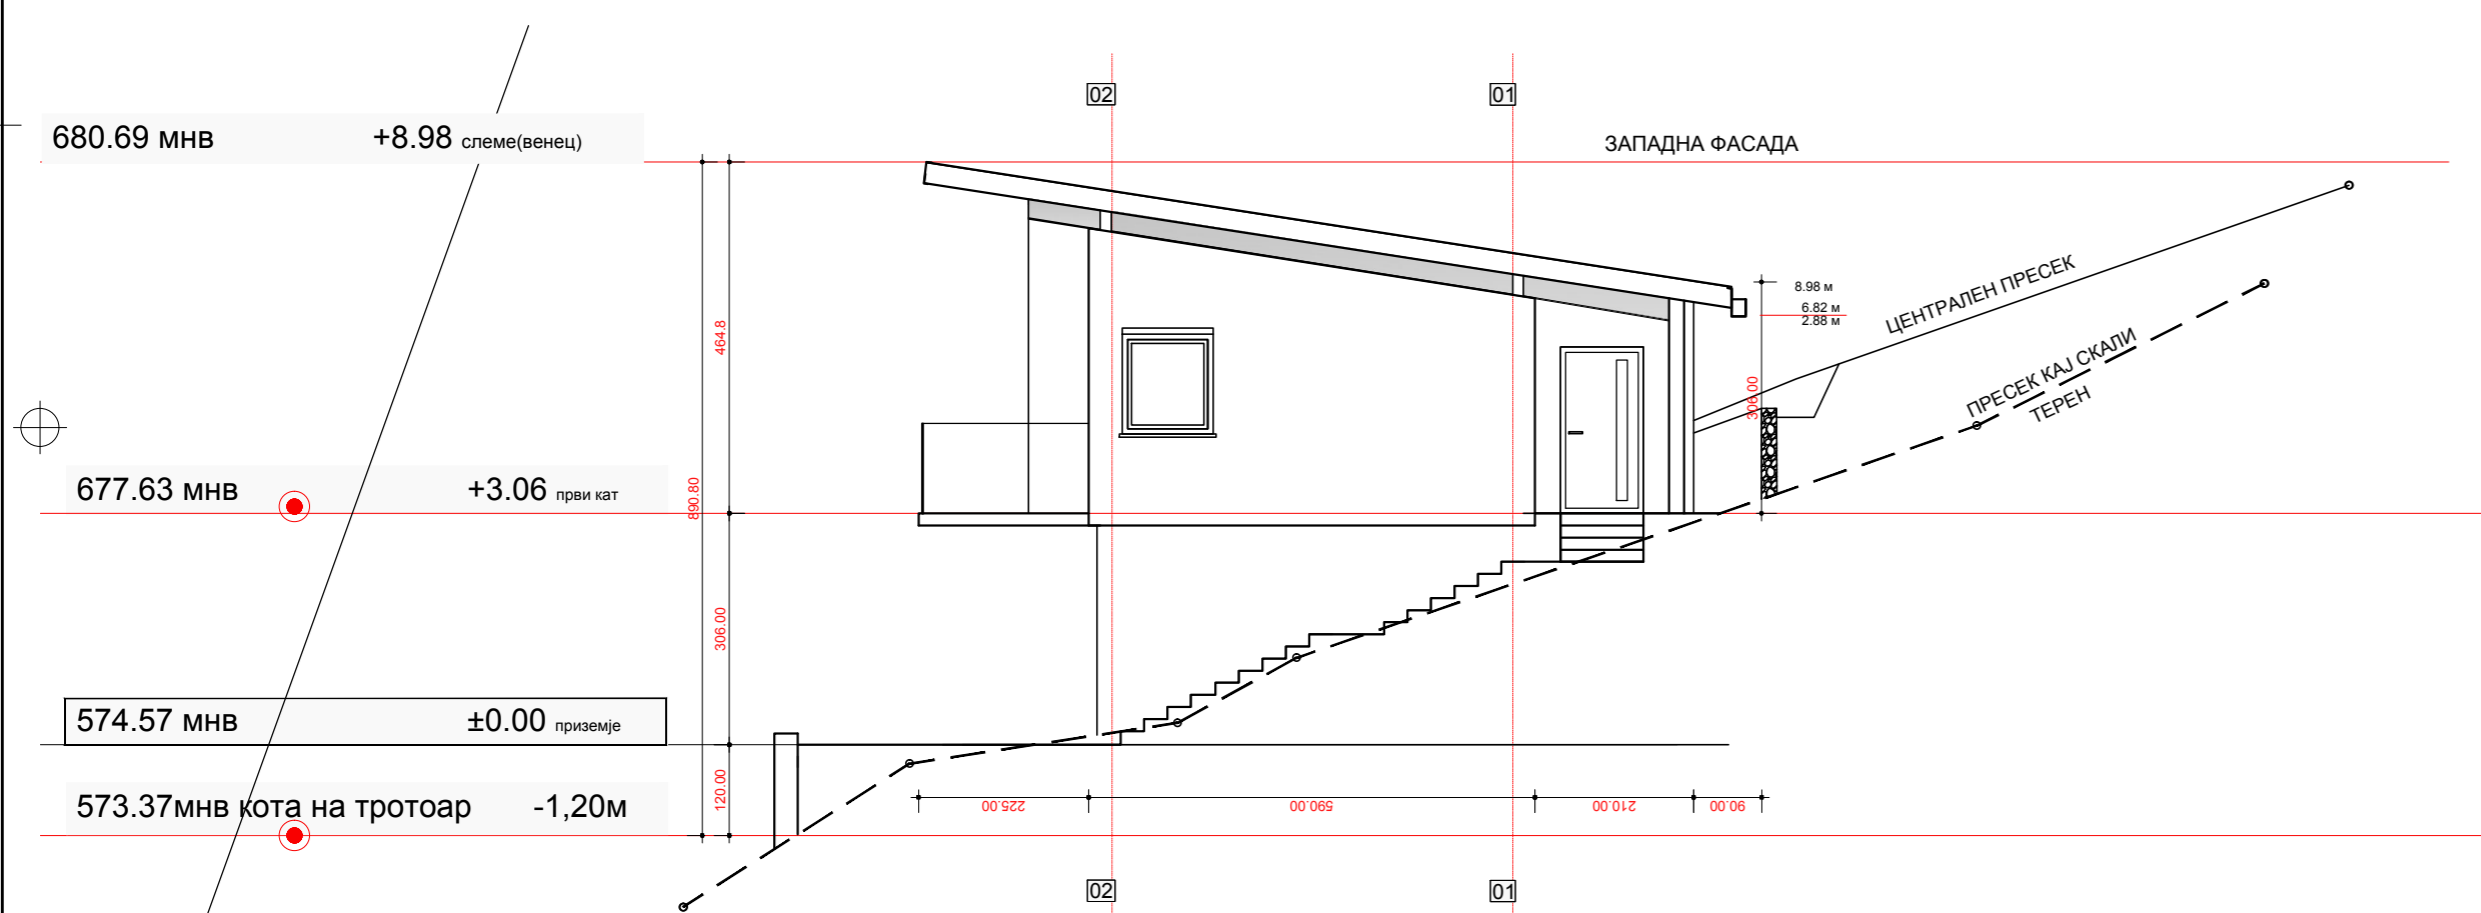 02
01
680.69 мнв +8.98 слеме(венец)
ЗАПАДНА ФАСАДА
8.98 м
6.82 м
2.88 м
ЦЕНТРАЛЕН ПРЕСЕК
464.8
ПРЕСЕК КАЈ СКАЛИ
ТЕРЕН
306.00
677.63 мнв +3.06 први кат
890.80
306.00
574.57 мнв ±0.00 приземје
573.37мнв кота на тротоар -1,20м
120.00
225.00
590.00
210.00
90.00
02
01